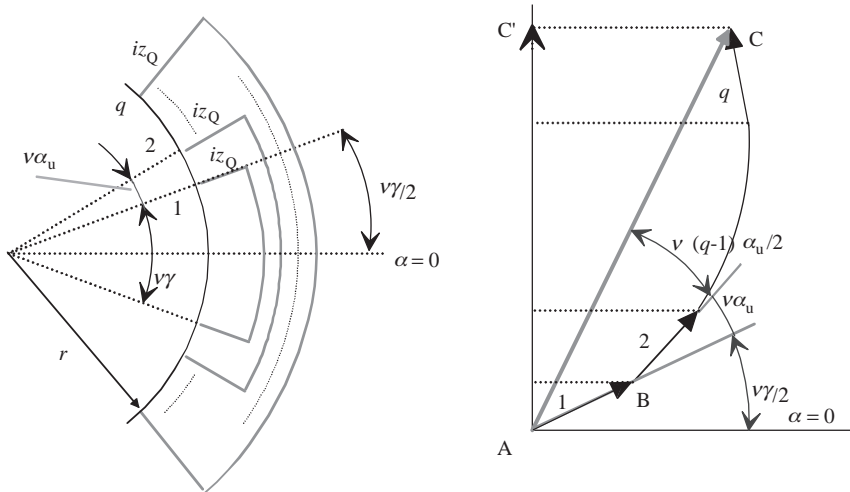 iz_Q
q
iz_Q
2
iz_Q
να_u
1
νγ/2
νγ
α = 0
r
C'
C
q
ν (q-1) α_u/2
να_u
2
νγ/2
1
B
α = 0
A